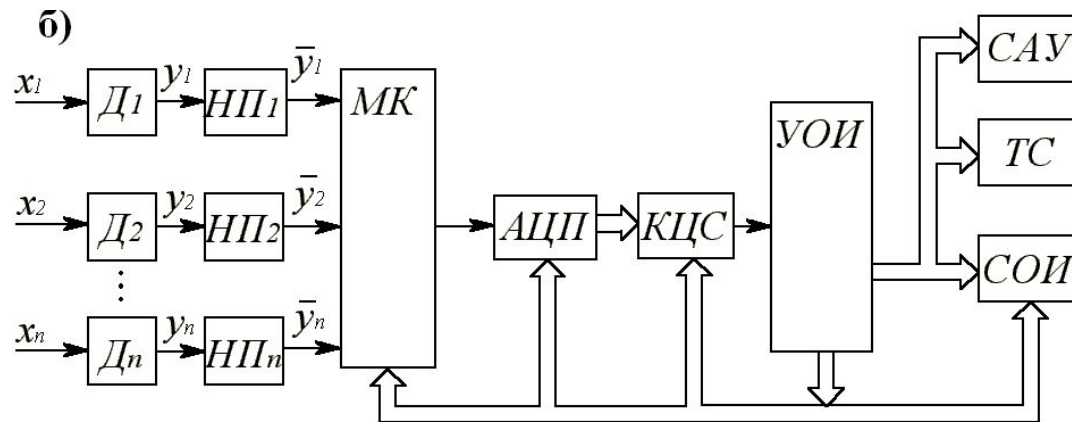 б)
x1 Д1 y1 НП1 ȳ1 МК
x2 Д2 y2 НП2 ȳ2
xn Дn yn НПn ȳn
АЦП КЦС
УОИ
САУ
ТС
СОИ